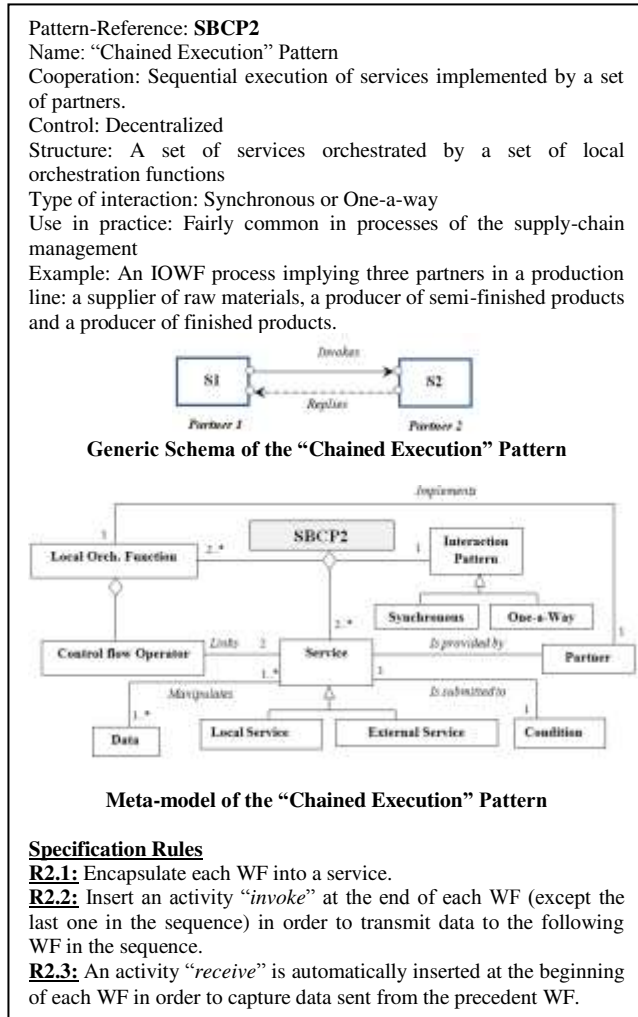 Pattern-Reference: SBCP2
Name: “Chained Execution” Pattern
Cooperation: Sequential execution of services implemented by a set
of partners.
Control: Decentralized
Structure: A set of services orchestrated by a set of local
orchestration functions
Type of interaction: Synchronous or One-a-way
Use in practice: Fairly common in processes of the supply-chain
management
Example: An IOWF process implying three partners in a production
line: a supplier of raw materials, a producer of semi-finished products
and a producer of finished products.
Invokes
S1 S2
Replies
Partner 1 Partner 2
Generic Schema of the “Chained Execution” Pattern
Implements
1
SBCP2
Interaction
Pattern
Local Orch. Function
2..* 1
Synchronous One-a-Way
2..*
1
Control flow Operator
Links 2
Service
Is provided by
Partner
1..*
Manipulates
1
Is submitted to
1..*
1
Data
Local Service External Service
Condition
Meta-model of the “Chained Execution” Pattern
Specification Rules
R2.1: Encapsulate each WF into a service.
R2.2: Insert an activity “invoke” at the end of each WF (except the
last one in the sequence) in order to transmit data to the following
WF in the sequence.
R2.3: An activity “receive” is automatically inserted at the beginning
of each WF in order to capture data sent from the precedent WF.